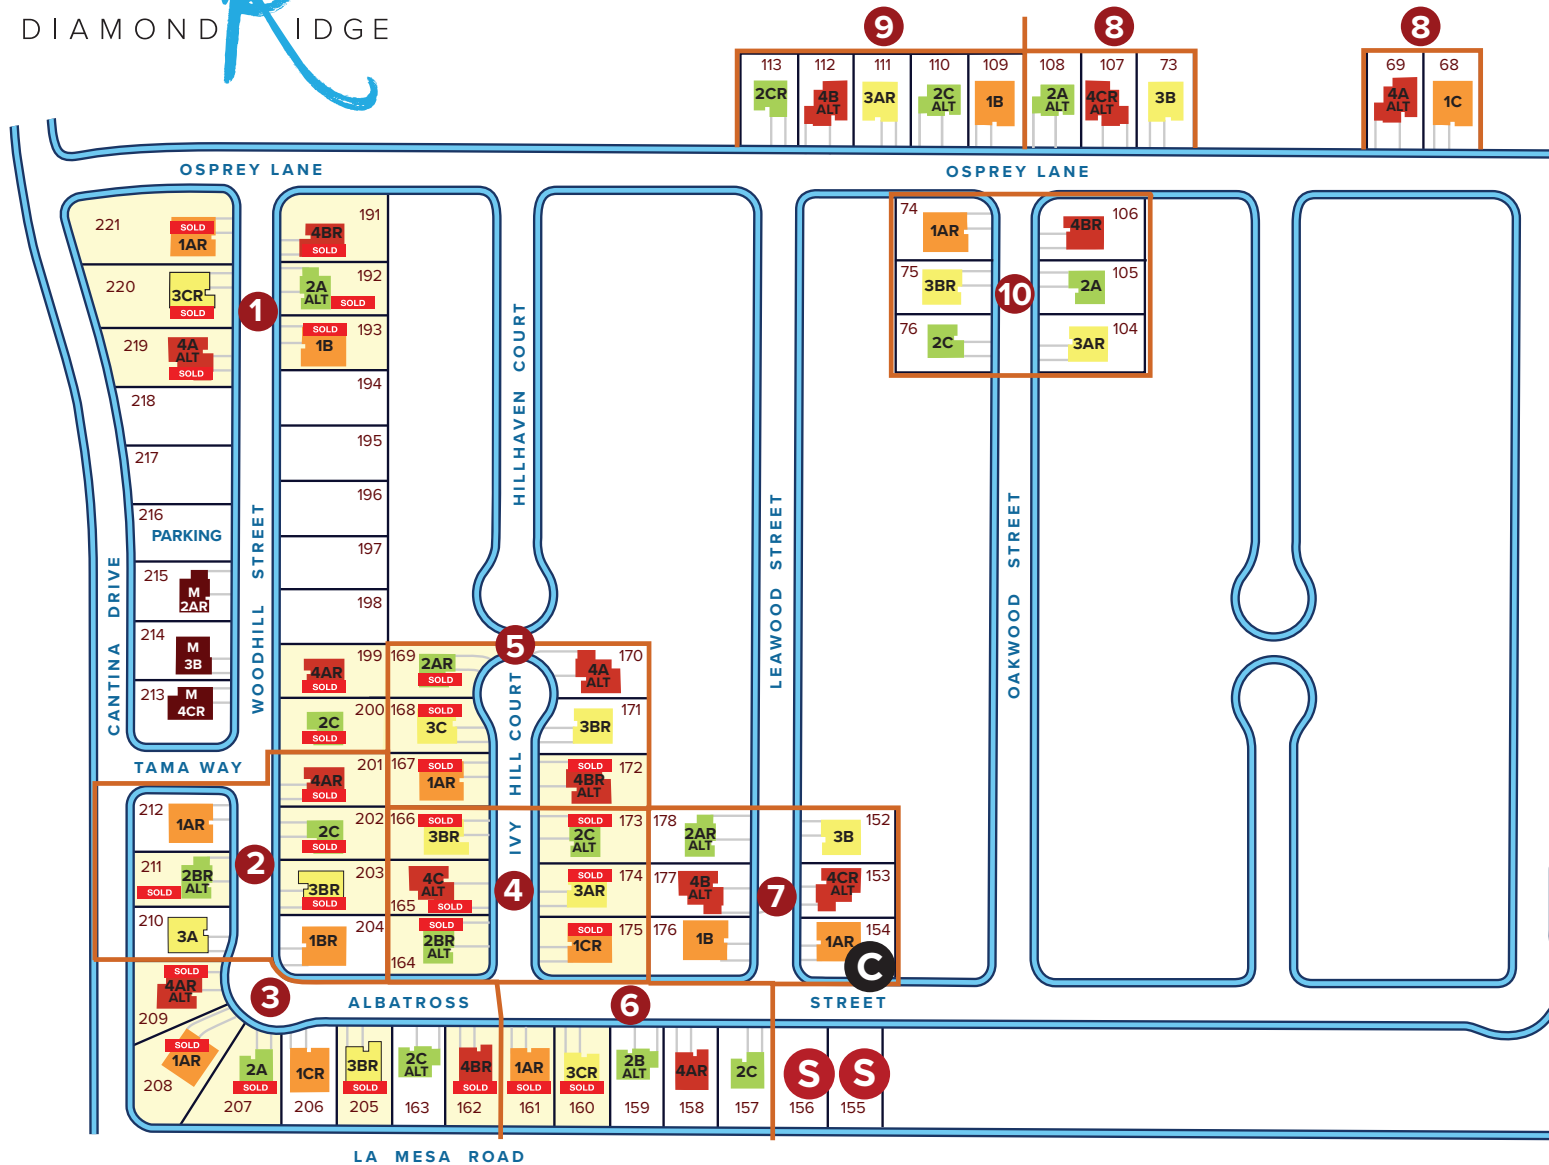 DIAMOND RIDGE
9
8
8
113 112 111 110 109 108 107 73
2CR 4B ALT 3AR 2C ALT 1B 2A ALT 4CR ALT 3B
69 68
4A ALT 1C
OSPREY LANE
OSPREY LANE
221 SOLD 1AR
220 3CR SOLD
219 4A ALT SOLD
218
217
216
PARKING
215 M 2AR
214 M 3B
213 M 4CR
1
191 4BR SOLD
192 2A ALT SOLD
193 SOLD 1B
194
195
196
197
198
199 4AR SOLD
200 2C SOLD
201 4AR SOLD
202 2C SOLD
203 3BR SOLD
204 1BR
CANTINA DRIVE
WOODHILL STREET
HILLHAVEN COURT
LEAWOOD STREET
OAKWOOD STREET
74 1AR
75 3BR
76 2C
10
106 4BR
105 2A
104 3AR
5
169 2AR SOLD
168 SOLD 3C
167 SOLD 1AR
166 SOLD 3BR
165 4C ALT SOLD
164 SOLD 2BR ALT
IVY HILL COURT
170 4A ALT
171 3BR
172 SOLD 4BR ALT
173 SOLD 2C ALT
174 SOLD 3AR
175 SOLD 1CR
4
178 2AR ALT
177 4B ALT
176 1B
7
152 3B
153 4CR ALT
154 1AR
C
TAMA WAY
212 1AR
211 2BR ALT SOLD
210 3A
2
209 SOLD 4AR ALT
208 SOLD 1AR
3
ALBATROSS STREET
6
2A SOLD 1CR 3BR SOLD 2C ALT 4BR SOLD 1AR SOLD 3CR SOLD 2B ALT 4AR 2C S S
207 206 205 163 162 161 160 159 158 157 156 155
LA MESA ROAD